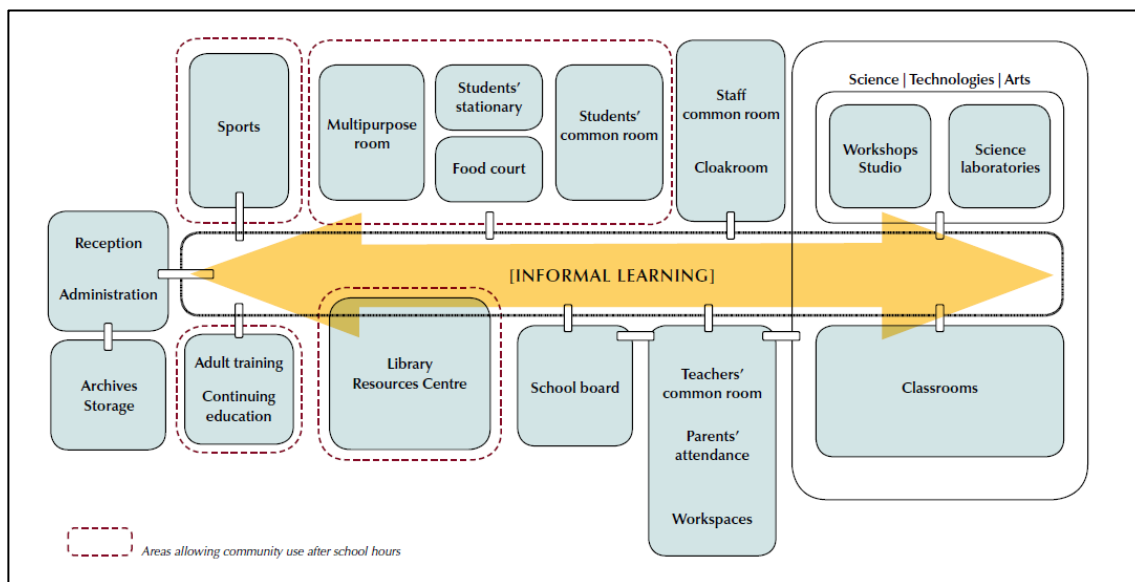 Sports
Multipurpose
room
Students’
stationary
Food court
Students’
common room
Staff
common room
Cloakroom
Science | Technologies | Arts
Workshops
Studio
Science
laboratories
Reception
Administration
[INFORMAL LEARNING]
Archives
Storage
Adult training
Continuing
education
Library
Resources Centre
School board
Teachers’
common room
Parents’
attendance
Workspaces
Classrooms
Areas allowing community use after school hours